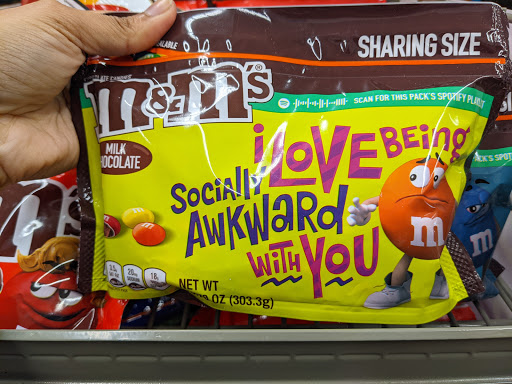 SHARING SIZE
m&m's®
SCAN FOR THIS PACK'S SPOTIFY
MILK
CHOCOLATE
i LOVE BEiNG
SOCiALLY
AWKWARD
WiTH YOU
m
NET WT
OZ (303.3g)
m